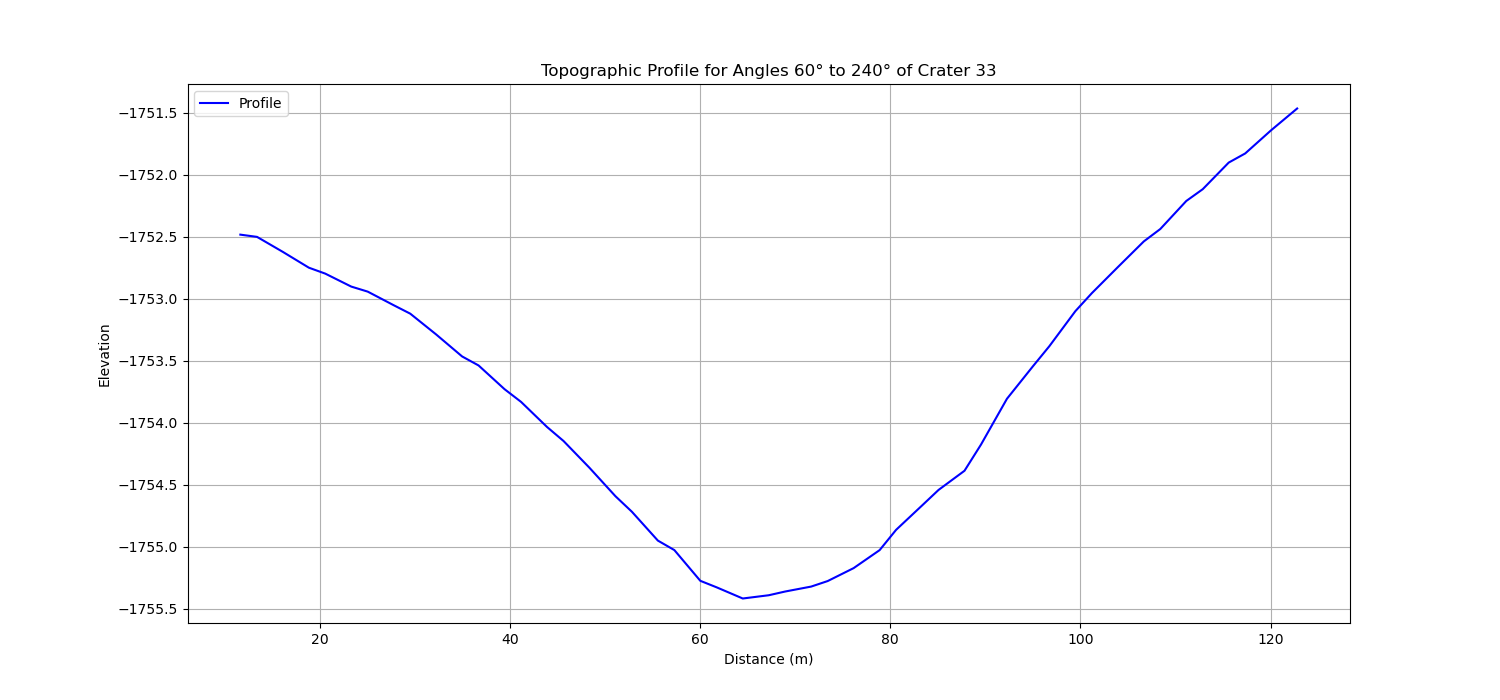 Topographic Profile for Angles 60° to 240° of Crater 33
Profile
−1751.5
−1752.0
−1752.5
−1753.0
−1753.5
−1754.0
−1754.5
−1755.0
−1755.5
Elevation
20 40 60 80 100 120
Distance (m)